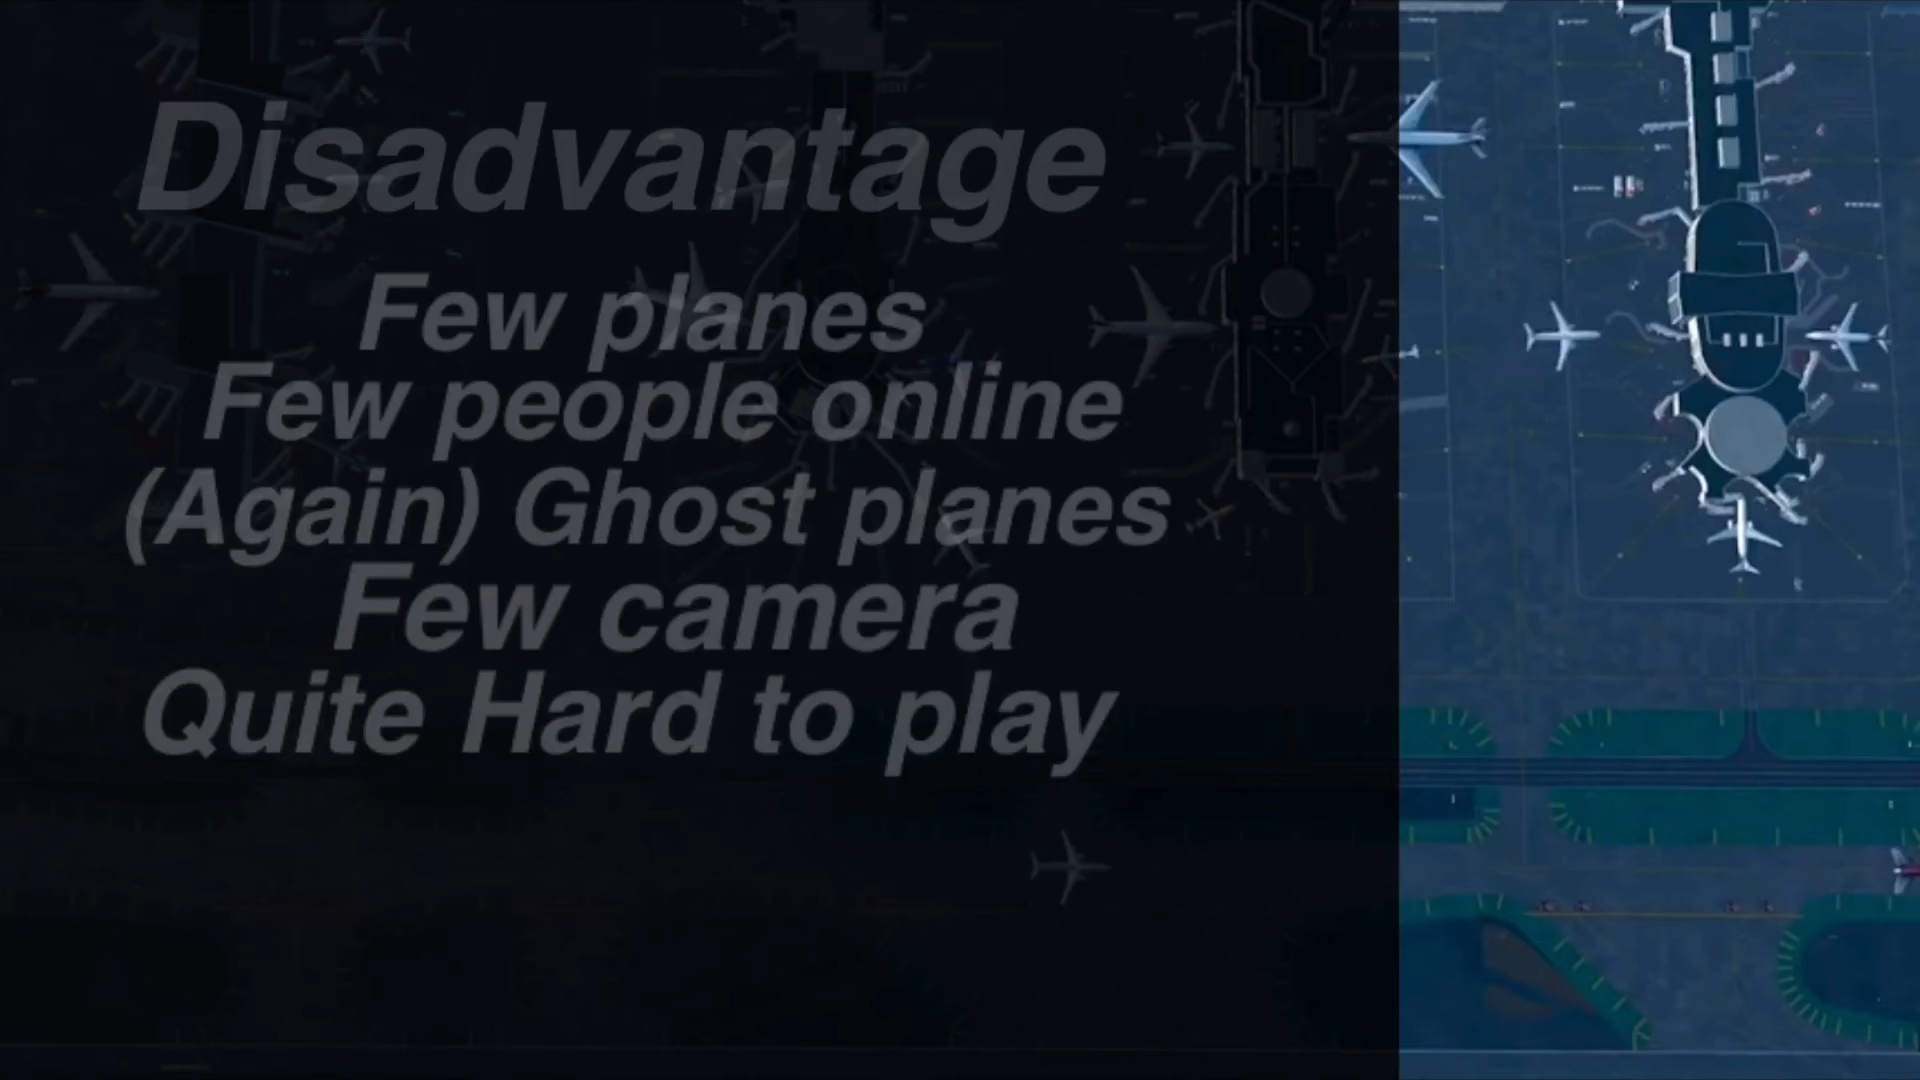 Disadvantage
Few planes
Few people online
(Again) Ghost planes
Few camera
Quite Hard to play